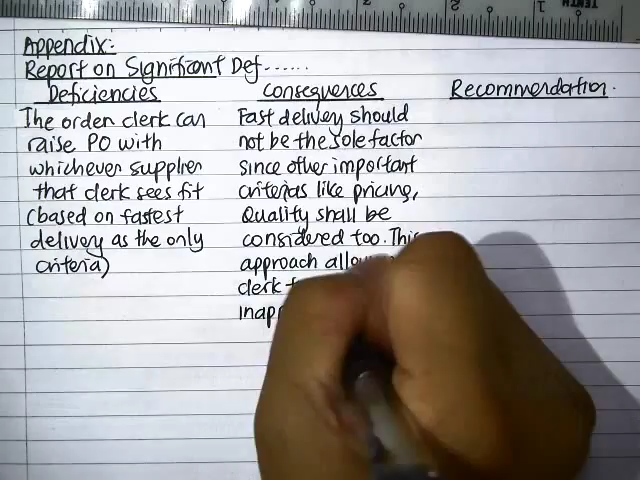 Appendix:
Report on Significant Def......
Deficiencies Consequences Recommendation.
The order clerk can
raise PO with
whichever supplier
that clerk sees fit
(based on fastest
delivery as the only
criteria)
Fast delivery should
not be the sole factor
since other important
criterias like pricing,
Quality shall be
considered too. This
approach
clerk
1
2